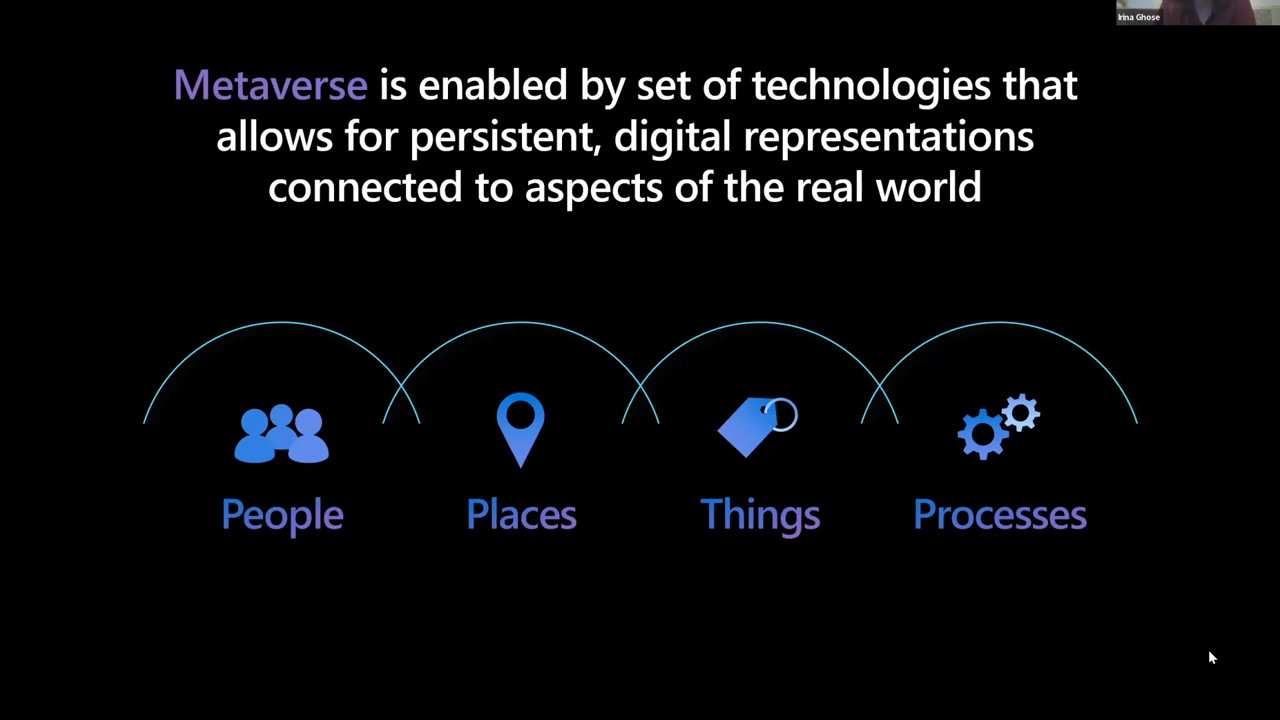 Irina Ghose
Metaverse is enabled by set of technologies that
allows for persistent, digital representations
connected to aspects of the real world
People
Places
Things
Processes